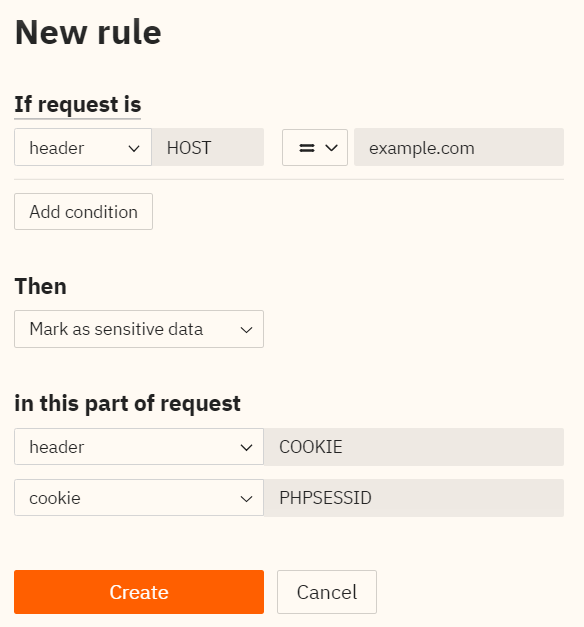 New rule
If request is
header HOST = example.com
Add condition
Then
Mark as sensitive data
in this part of request
header COOKIE
cookie PHPSESSID
Create Cancel